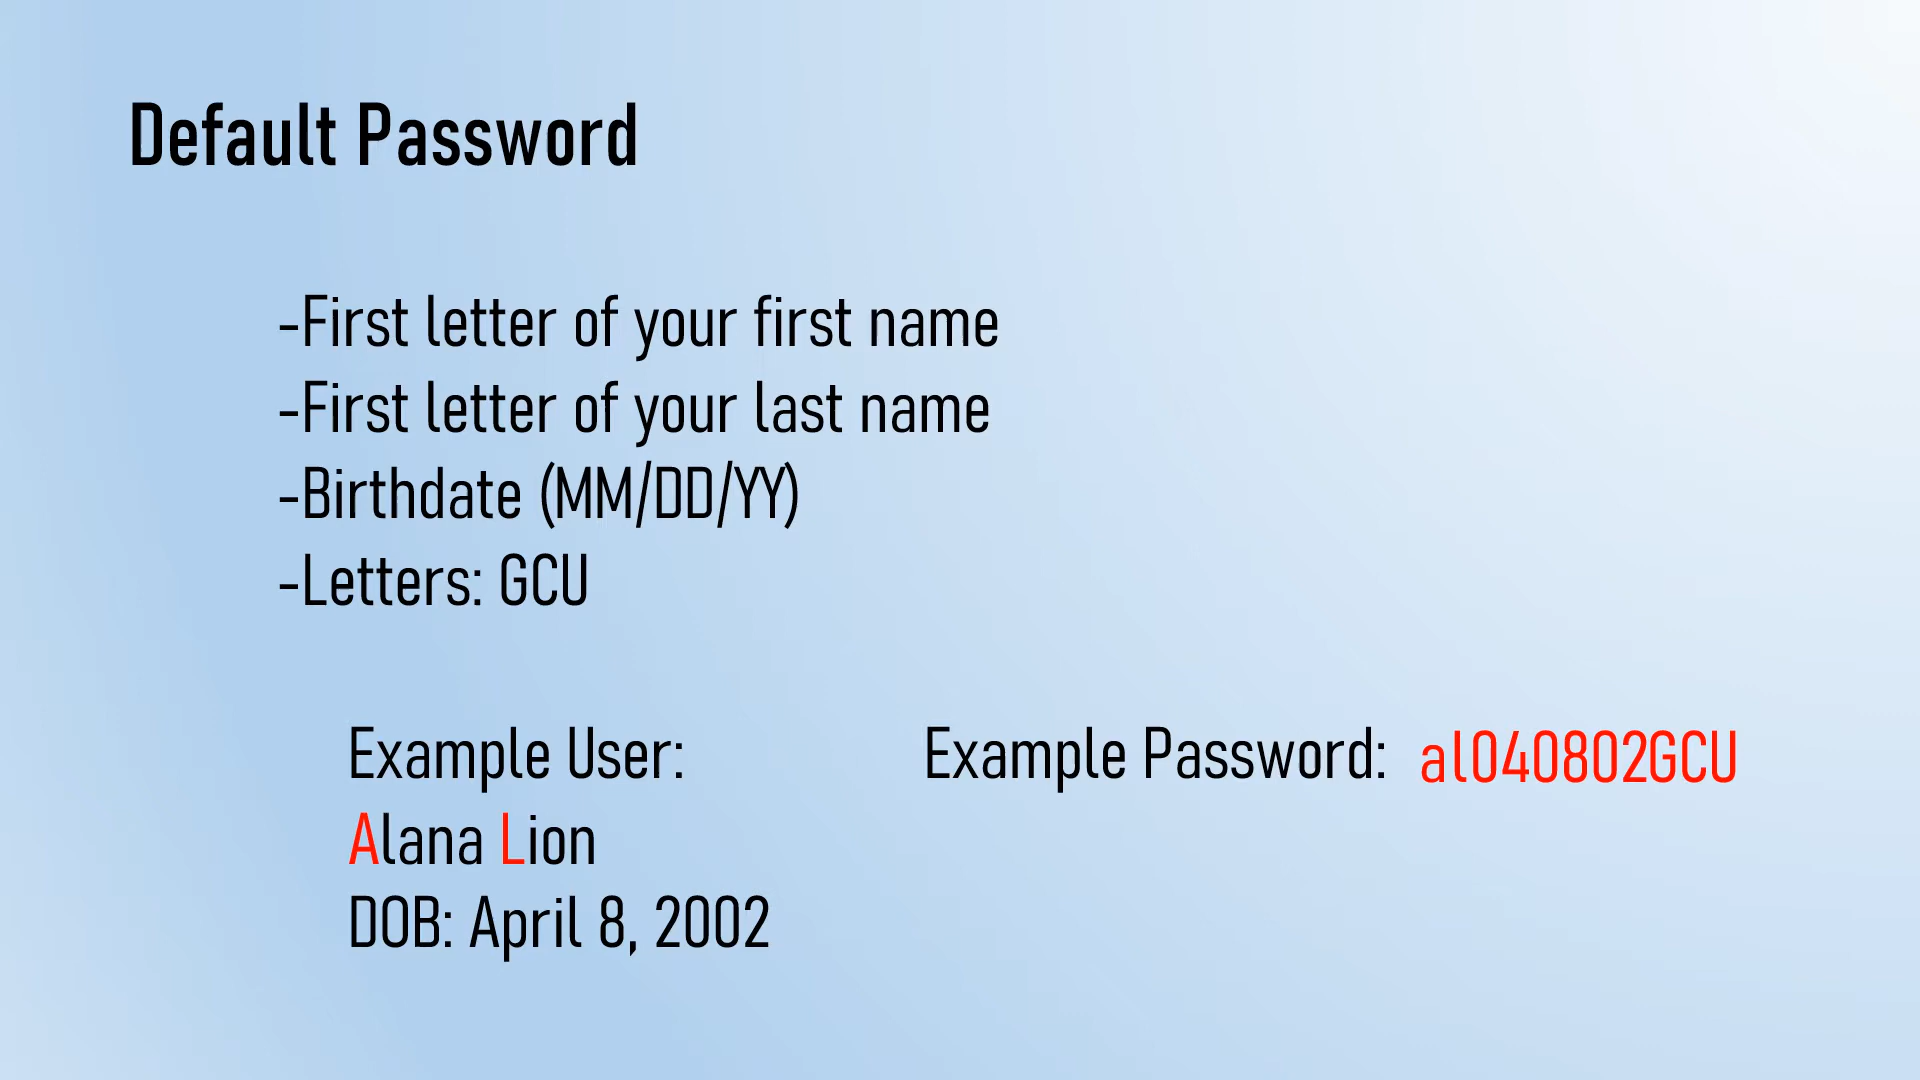 Default Password
-First letter of your first name
-First letter of your last name
-Birthdate (MM/DD/YY)
-Letters: GCU
Example User:
Alana Lion
DOB: April 8, 2002
Example Password: al040802GCU